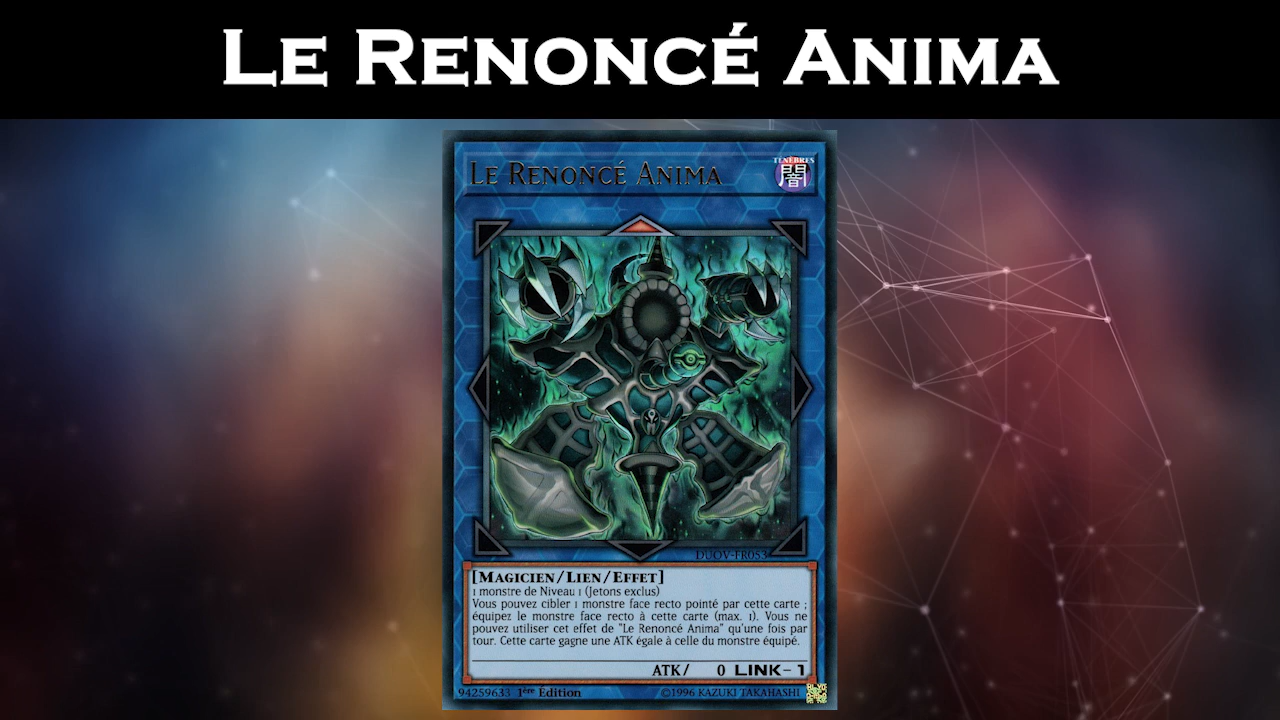 Le Renoncé Anima
Le Renoncé Anima
TÉNÈBRES
闇
DUOV-FR053
[Magicien/Lien/Effet]
1 monstre de Niveau 1 (Jetons exclus)
Vous pouvez cibler 1 monstre face recto pointé par cette carte ;
équipez le monstre face recto à cette carte (max. 1). Vous ne
pouvez utiliser cet effet de "Le Renoncé Anima" qu'une fois par
tour. Cette carte gagne une ATK égale à celle du monstre équipé.
ATK/ 0 LINK-1
94259633 1ère Édition ©1996 KAZUKI TAKAHASHI